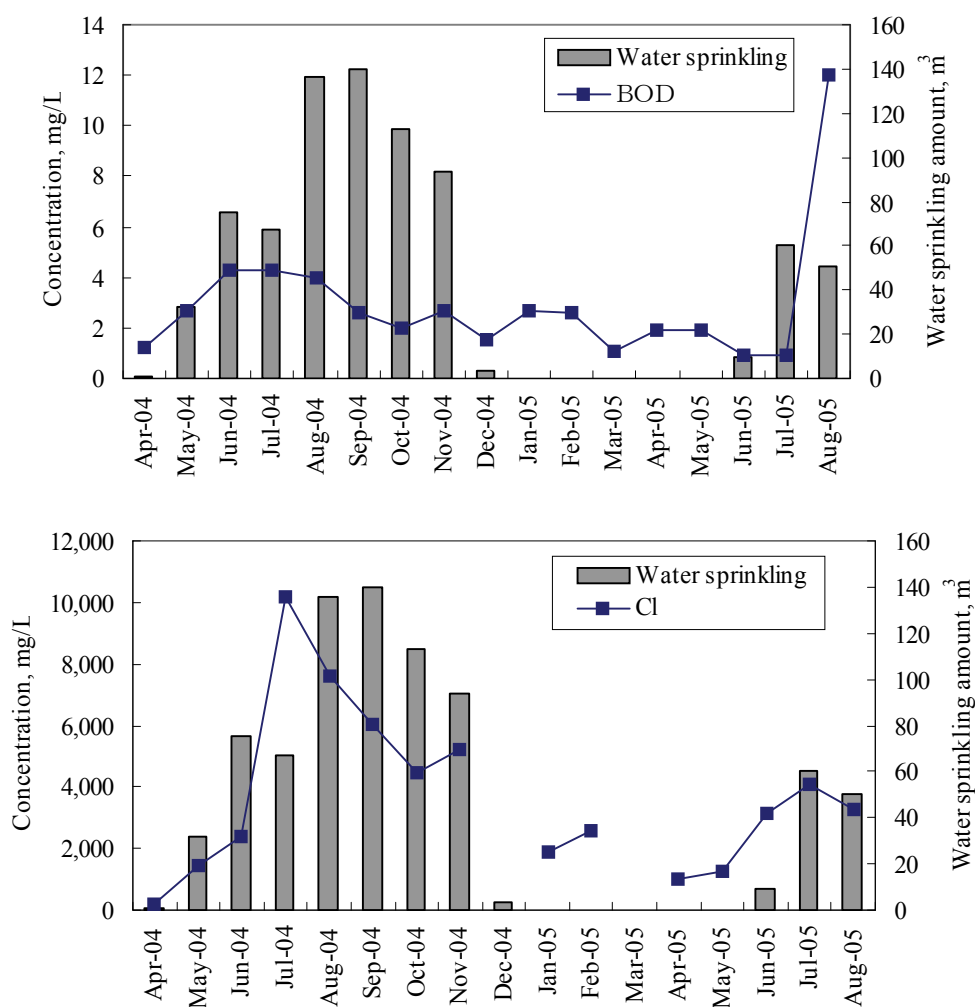 14
12
10
8
6
4
2
0
Concentration, mg/L
160
140
120
100
80
60
40
20
0
Water sprinkling amount, m³
Water sprinkling
BOD
Apr-04
May-04
Jun-04
Jul-04
Aug-04
Sep-04
Oct-04
Nov-04
Dec-04
Jan-05
Feb-05
Mar-05
Apr-05
May-05
Jun-05
Jul-05
Aug-05
12,000
10,000
8,000
6,000
4,000
2,000
0
Concentration, mg/L
160
140
120
100
80
60
40
20
0
Water sprinkling amount, m³
Water sprinkling
Cl
Apr-04
May-04
Jun-04
Jul-04
Aug-04
Sep-04
Oct-04
Nov-04
Dec-04
Jan-05
Feb-05
Mar-05
Apr-05
May-05
Jun-05
Jul-05
Aug-05